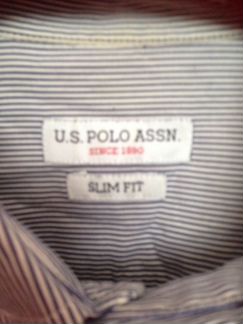 U.S. POLO ASSN.
SINCE 1890
SLIM FIT